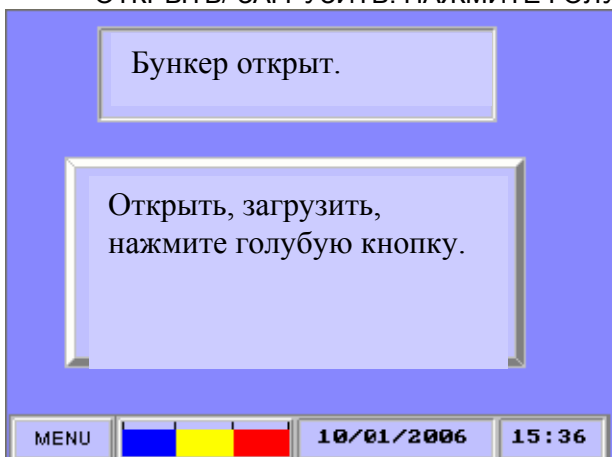 Бункер открыт.
Открыть, загрузить,
нажмите голубую кнопку.
MENU 10/01/2006 15:36